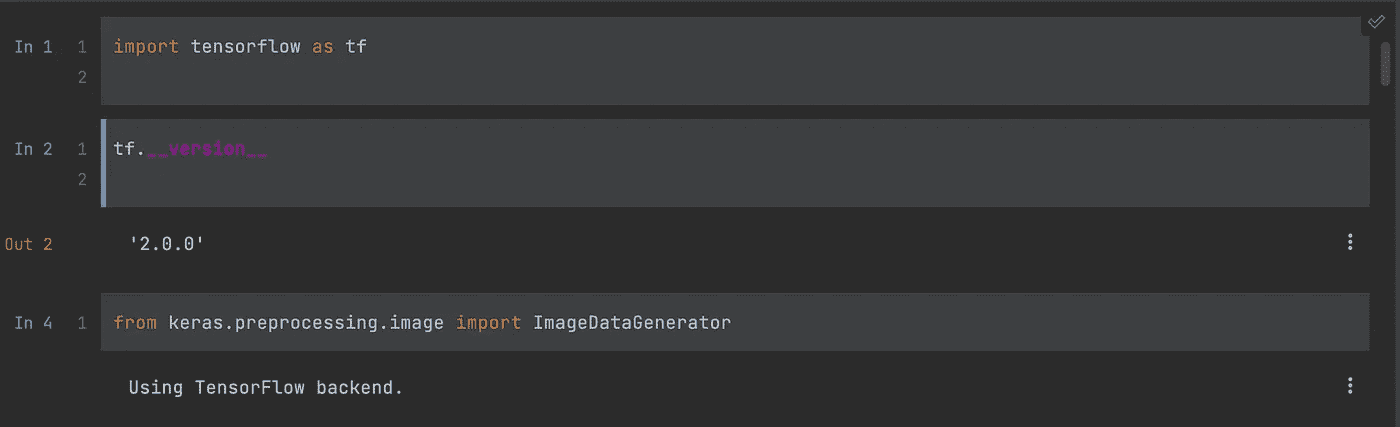 In 1 1 import tensorflow as tf
2
In 2 1 tf.__version__
2
Out 2 '2.0.0'
In 4 1 from keras.preprocessing.image import ImageDataGenerator
Using TensorFlow backend.